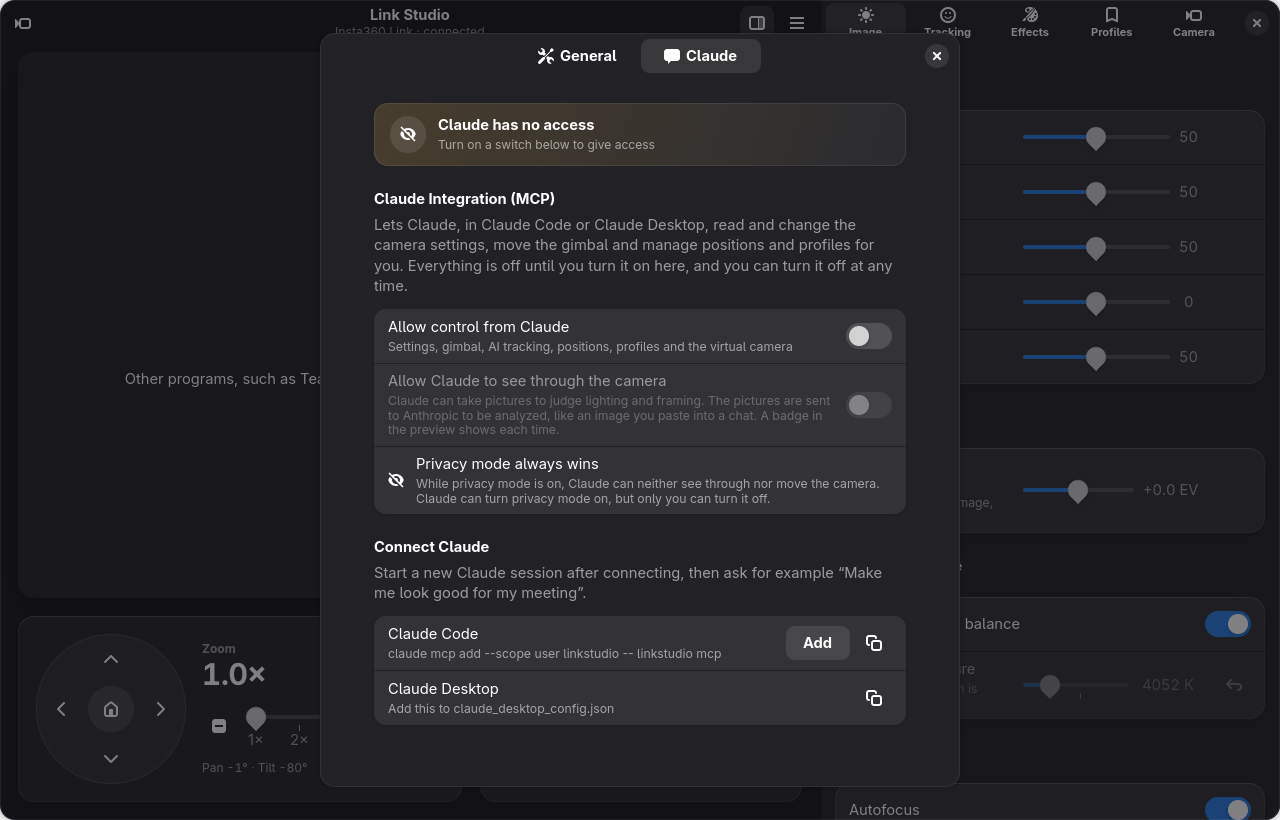 Link Studio
Insta360 Link · connected
Image
Tracking
Effects
Profiles
Camera
General
Claude
Claude has no access
Turn on a switch below to give access
Claude Integration (MCP)
Lets Claude, in Claude Code or Claude Desktop, read and change the
camera settings, move the gimbal and manage positions and profiles for
you. Everything is off until you turn it on here, and you can turn it off at any
time.
Allow control from Claude
Settings, gimbal, AI tracking, positions, profiles and the virtual camera
Allow Claude to see through the camera
Claude can take pictures to judge lighting and framing. The pictures are sent
to Anthropic to be analyzed, like an image you paste into a chat. A badge in
the preview shows each time.
Privacy mode always wins
While privacy mode is on, Claude can neither see through nor move the camera.
Claude can turn privacy mode on, but only you can turn it off.
Connect Claude
Start a new Claude session after connecting, then ask for example “Make
me look good for my meeting”.
Claude Code
claude mcp add --scope user linkstudio -- linkstudio mcp
Add
Claude Desktop
Add this to claude_desktop_config.json
Other programs, such as
Zoom
1.0×
1×
2×
Pan -1° · Tilt -80°
50
50
50
0
50
mage,
+0.0 EV
balance
4052 K
Autofocus